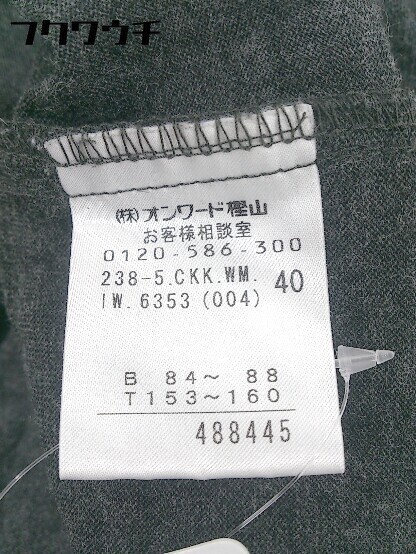 フクワウチ
(株)オンワード樫山
お客様相談室
0120-586-300
238-5.CKK.WM. 40
IW.6353(004)
B 84～ 88
T 153～160
488445